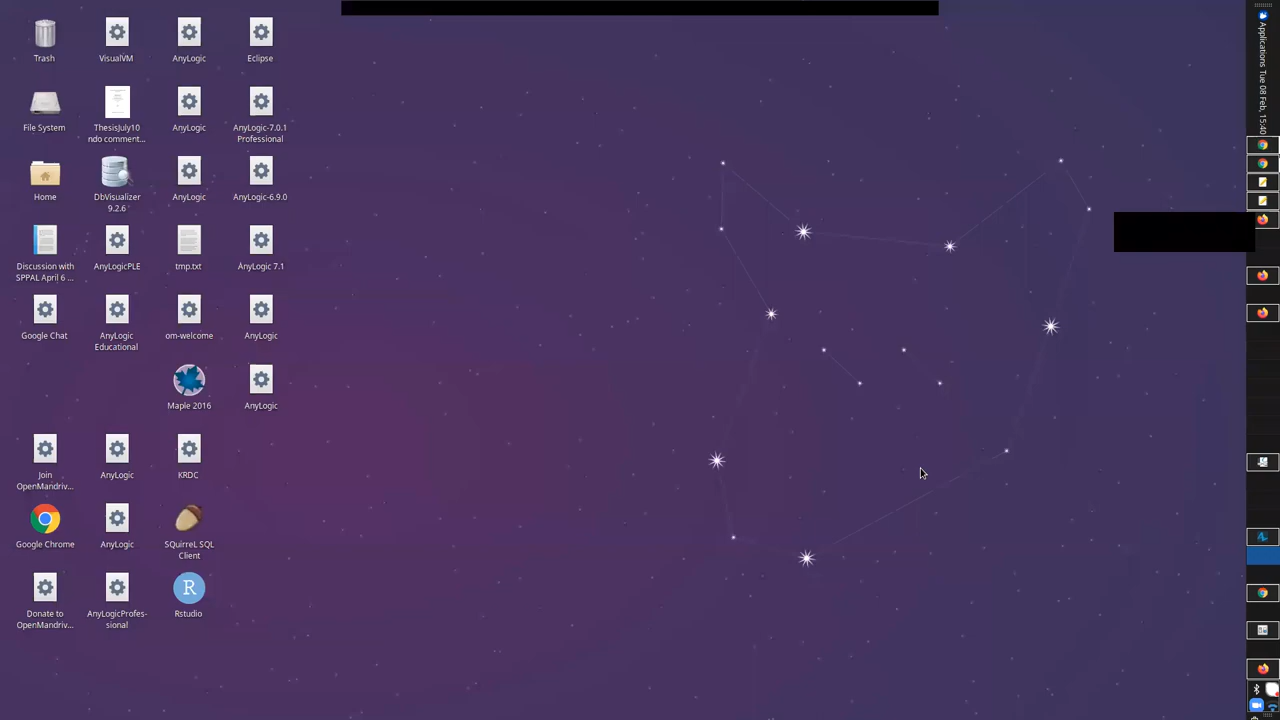 Trash
VisualVM
AnyLogic
Eclipse
File System
ThesisJuly10
ndo comment...
AnyLogic
AnyLogic-7.0.1
Professional
Home
DbVisualizer
9.2.6
AnyLogic
AnyLogic-6.9.0
Discussion with
SPPAL April 6 ...
AnyLogicPLE
tmp.txt
AnyLogic 7.1
Google Chat
AnyLogic
Educational
om-welcome
AnyLogic
Maple 2016
AnyLogic
Join
OpenMandriv...
AnyLogic
KRDC
Google Chrome
AnyLogic
SQuirreL SQL
Client
Donate to
OpenMandriv...
AnyLogicProfes-
sional
R
Rstudio
Applications Tue 08 Feb, 15:40